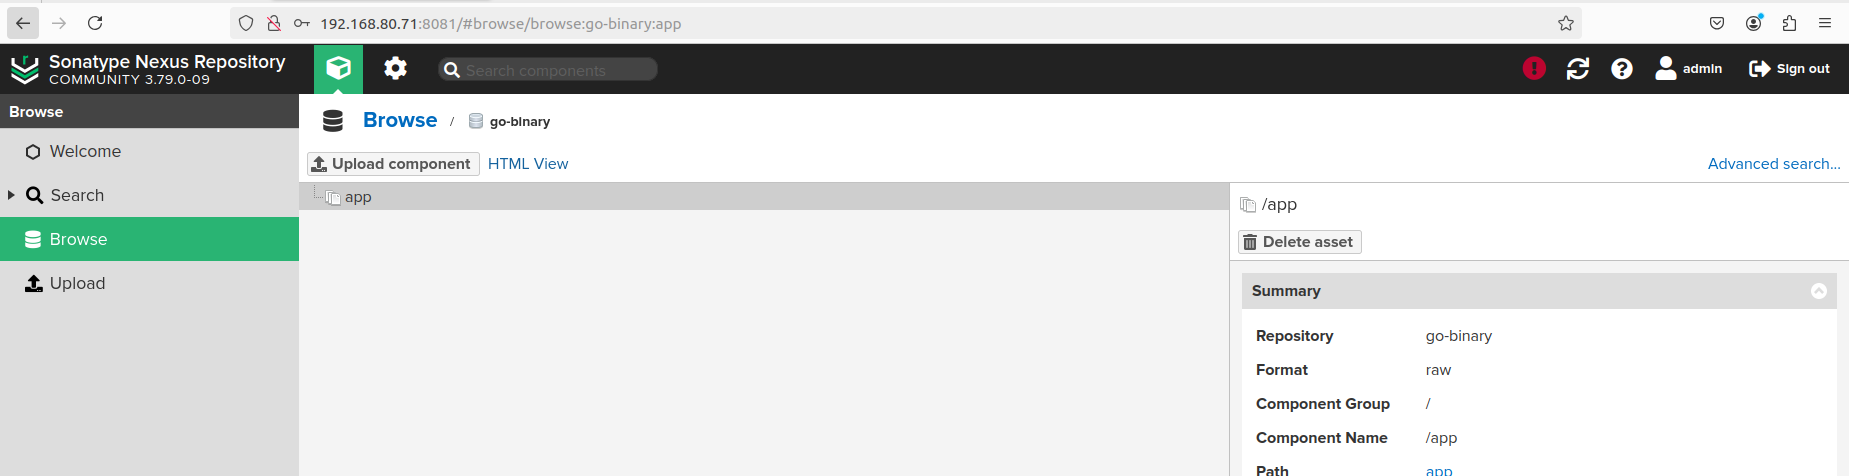 192.168.80.71:8081/#browse/browse:go-binary:app
Sonatype Nexus Repository
COMMUNITY 3.79.0-09
Search components
admin
Sign out
Browse
Welcome
Search
Browse
Upload
Browse / go-binary
Upload component HTML View
Advanced search...
app
/app
Delete asset
Summary
Repository go-binary
Format raw
Component Group /
Component Name /app
Path app